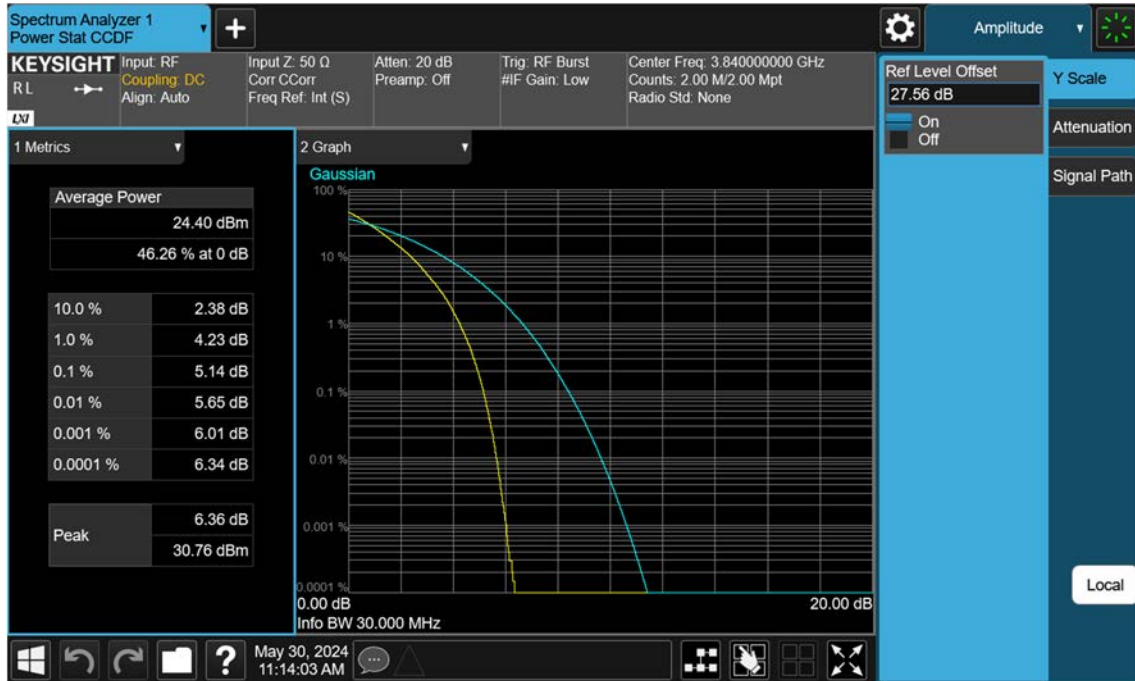 Spectrum Analyzer 1
Power Stat CCDF
Amplitude
KEYSIGHT
R L
LXI
Input: RF
Coupling: DC
Align: Auto
Input Z: 50 Ω
Corr CCorr
Freq Ref: Int (S)
Atten: 20 dB
Preamp: Off
Trig: RF Burst
#IF Gain: Low
Center Freq: 3.840000000 GHz
Counts: 2.00 M/2.00 Mpt
Radio Std: None
Ref Level Offset
27.56 dB
On
Off
Y Scale
Attenuation
Signal Path
1 Metrics
Average Power
24.40 dBm
46.26 % at 0 dB
10.0 % 2.38 dB
1.0 % 4.23 dB
0.1 % 5.14 dB
0.01 % 5.65 dB
0.001 % 6.01 dB
0.0001 % 6.34 dB
Peak 6.36 dB
30.76 dBm
2 Graph
Gaussian
100 %
10 %
1 %
0.1 %
0.01 %
0.001 %
0.0001 %
0.00 dB 20.00 dB
Info BW 30.000 MHz
Local
?
May 30, 2024
11:14:03 AM